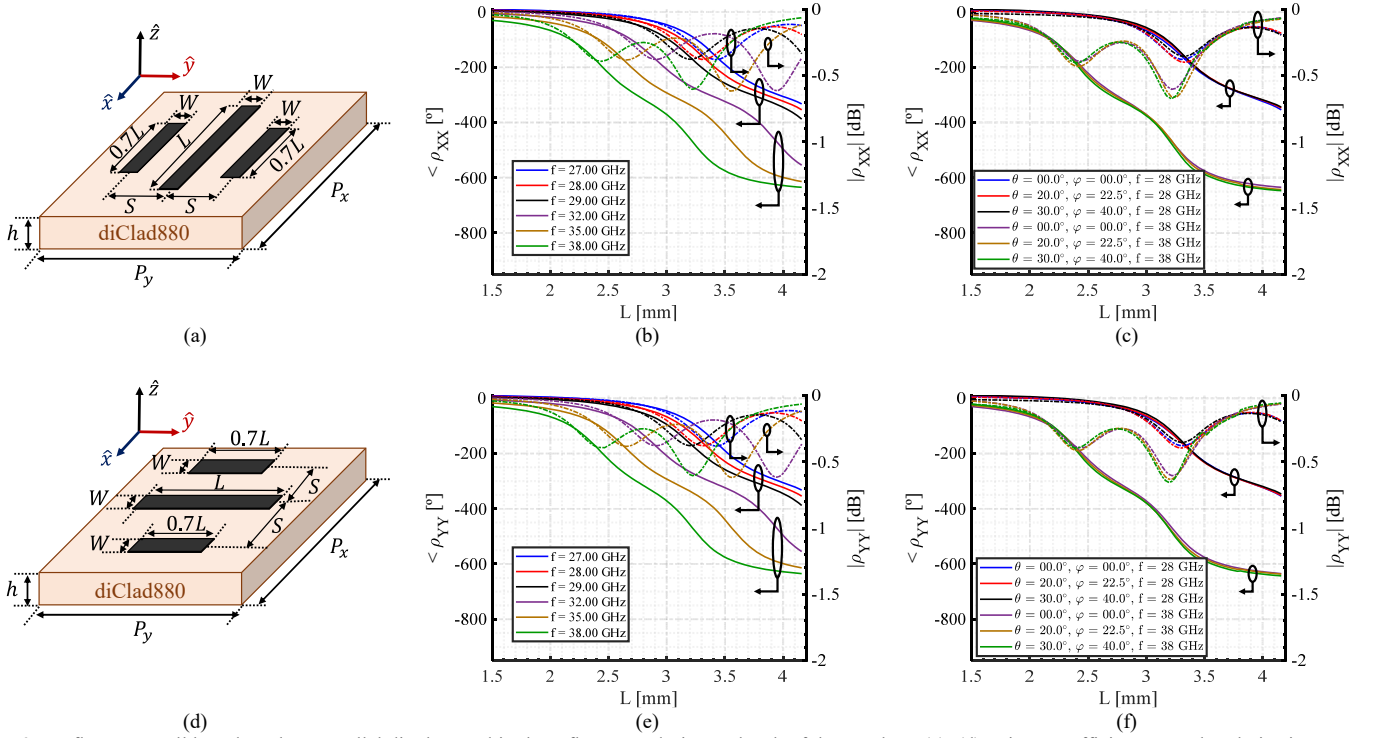 ẑ
ŷ
x̂
W
W
W
0.7L
L
0.7L
S
S
P_x
h
diClad880
P_y
(a)
0
-200
-400
-600
-800
< ρ_XX [º]
0
-0.5
-1
-1.5
-2
|ρ_XX| [dB]
f = 27.00 GHz
f = 28.00 GHz
f = 29.00 GHz
f = 32.00 GHz
f = 35.00 GHz
f = 38.00 GHz
1.5 2 2.5 3 3.5 4
L [mm]
(b)
0
-200
-400
-600
-800
< ρ_XX [º]
0
-0.5
-1
-1.5
-2
|ρ_XX| [dB]
θ = 00.0°, φ = 00.0°, f = 28 GHz
θ = 20.0°, φ = 22.5°, f = 28 GHz
θ = 30.0°, φ = 40.0°, f = 28 GHz
θ = 00.0°, φ = 00.0°, f = 38 GHz
θ = 20.0°, φ = 22.5°, f = 38 GHz
θ = 30.0°, φ = 40.0°, f = 38 GHz
1.5 2 2.5 3 3.5 4
L [mm]
(c)
ẑ
ŷ
x̂
0.7L
W
L
S
W
0.7L
S
W
P_x
h
diClad880
P_y
(d)
0
-200
-400
-600
-800
< ρ_YY [º]
0
-0.5
-1
-1.5
-2
|ρ_YY| [dB]
f = 27.00 GHz
f = 28.00 GHz
f = 29.00 GHz
f = 32.00 GHz
f = 35.00 GHz
f = 38.00 GHz
1.5 2 2.5 3 3.5 4
L [mm]
(e)
0
-200
-400
-600
-800
< ρ_YY [º]
0
-0.5
-1
-1.5
-2
|ρ_YY| [dB]
θ = 00.0°, φ = 00.0°, f = 28 GHz
θ = 20.0°, φ = 22.5°, f = 28 GHz
θ = 30.0°, φ = 40.0°, f = 28 GHz
θ = 00.0°, φ = 00.0°, f = 38 GHz
θ = 20.0°, φ = 22.5°, f = 38 GHz
θ = 30.0°, φ = 40.0°, f = 38 GHz
1.5 2 2.5 3 3.5 4
L [mm]
(f)